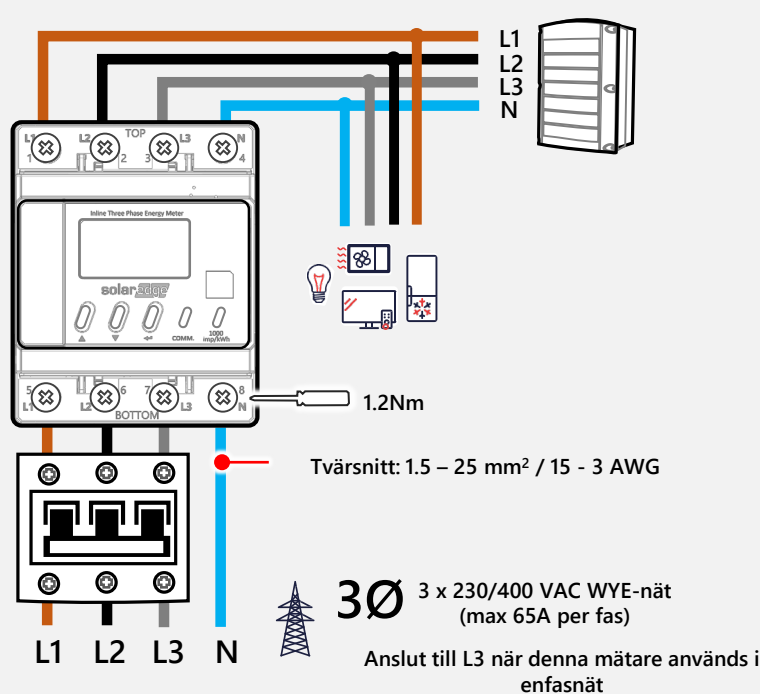 L1
L2
L3
N
L1 L2 TOP L3 N
1 2 3 4
Inline Three Phase Energy Meter
solaredge
COMM.
1000
imp/kWh
5 6 7 8
L1 L2 L3 N
BOTTOM
1.2Nm
Tvärsnitt: 1.5 – 25 mm² / 15 - 3 AWG
3Ø 3 x 230/400 VAC WYE-nät
(max 65A per fas)
L1 L2 L3 N
Anslut till L3 när denna mätare används i
enfasnät